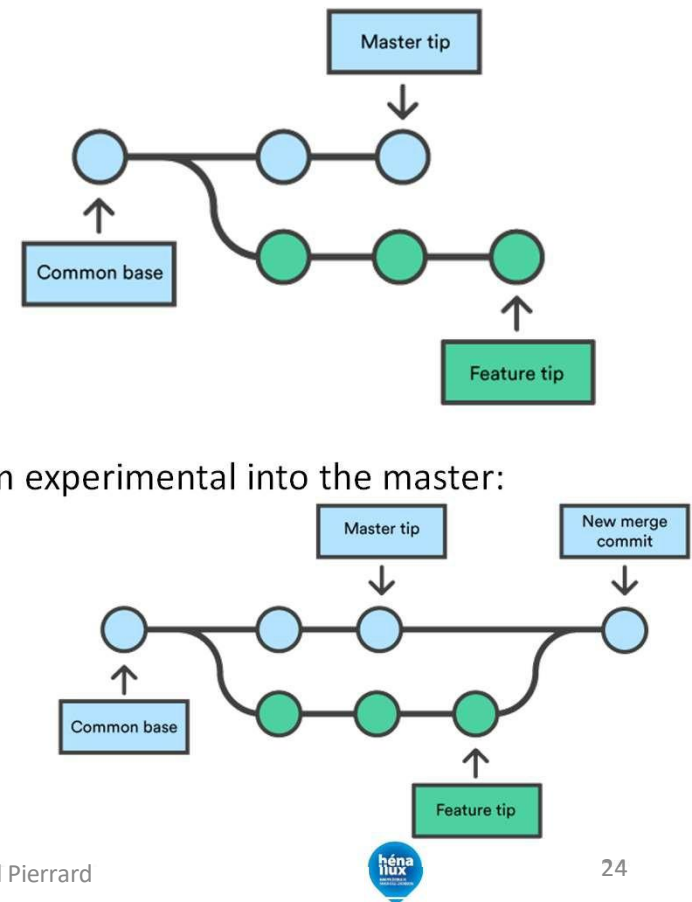 Master tip
Common base
Feature tip
experimental into the master:
Master tip
New merge
commit
Common base
Feature tip
Pierrard
héna
llux
24